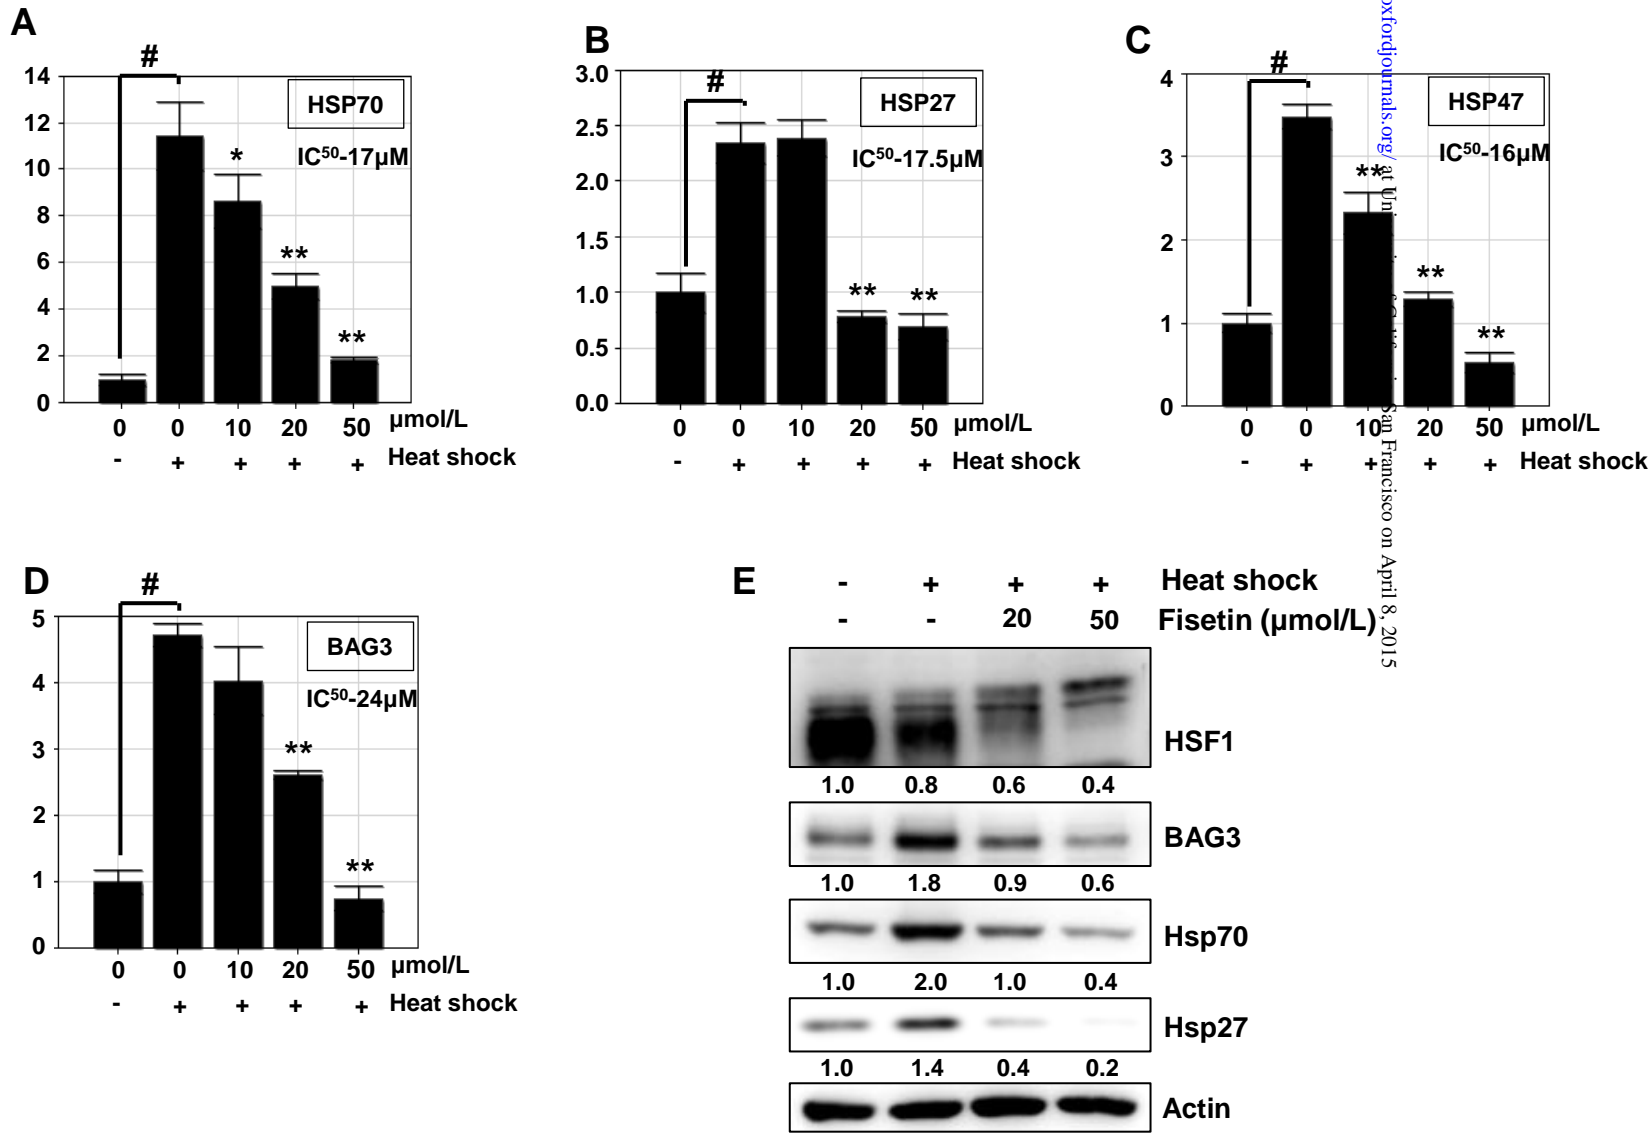 A
#
14
12
10
8
6
4
2
0
HSP70
IC50-17µM
*
**
**
0 0 10 20 50 µmol/L
- + + + + Heat shock
B
#
3.0
2.5
2.0
1.5
1.0
0.5
0.0
HSP27
IC50-17.5µM
** **
0 0 10 20 50 µmol/L
- + + + + Heat shock
C
#
4
3
2
1
0
HSP47
IC50-16µM
**
**
**
0 0 10 20 50 µmol/L
- + + + + Heat shock
oxfordjournals.org/ at San Francisco on April 8, 2015
D
#
5
4
3
2
1
0
BAG3
IC50-24µM
**
**
0 0 10 20 50 µmol/L
- + + + + Heat shock
E
- + + + Heat shock
- - 20 50 Fisetin (µmol/L)
HSF1
1.0 0.8 0.6 0.4
BAG3
1.0 1.8 0.9 0.6
Hsp70
1.0 2.0 1.0 0.4
Hsp27
1.0 1.4 0.4 0.2
Actin